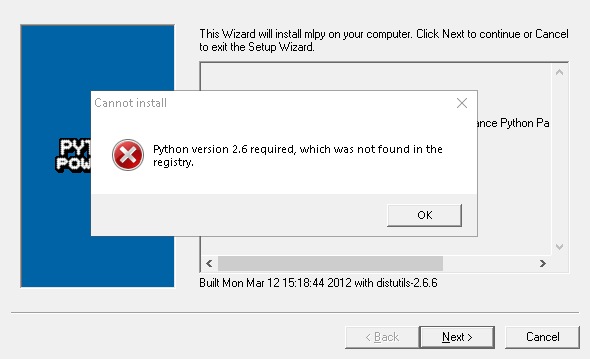 This Wizard will install mlpy on your computer. Click Next to continue or Cancel
to exit the Setup Wizard.
Cannot install
ance Python Pa
Python version 2.6 required, which was not found in the
registry.
OK
Built Mon Mar 12 15:18:44 2012 with distutils-2.6.6
< Back
Next >
Cancel